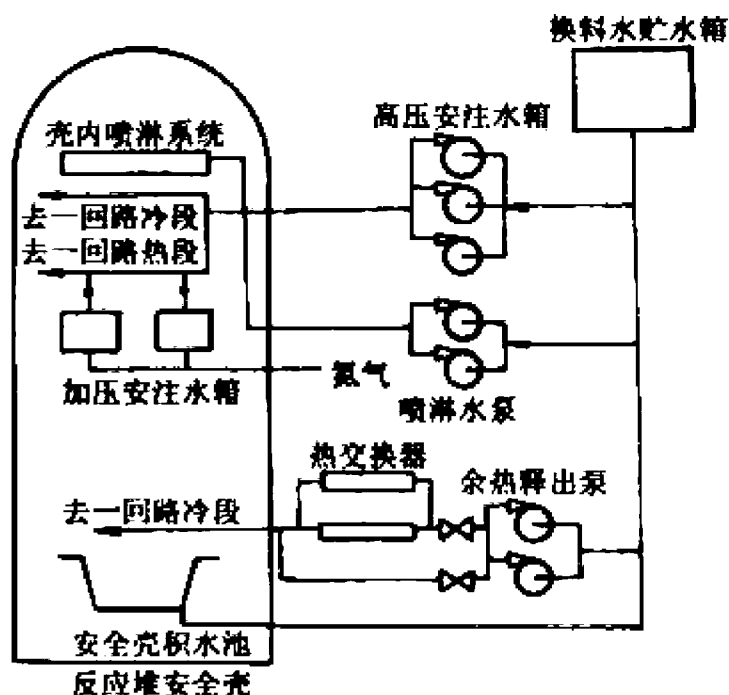 换料水贮水箱
高压安注水箱
壳内喷淋系统
去一回路冷段
去一回路热段
氮气
加压安注水箱
喷淋水泵
热交换器
余热释出泵
去一回路冷段
安全壳积水池
反应堆安全壳